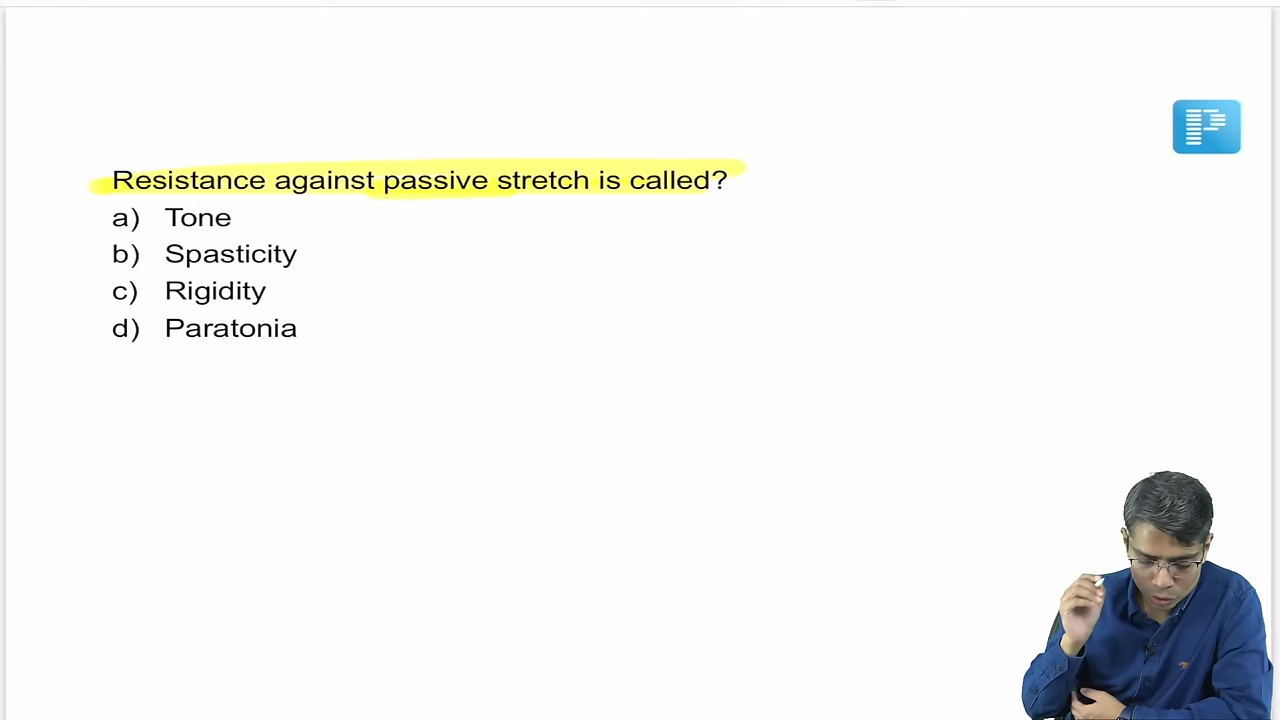 Resistance against passive stretch is called?
a) Tone
b) Spasticity
c) Rigidity
d) Paratonia
P